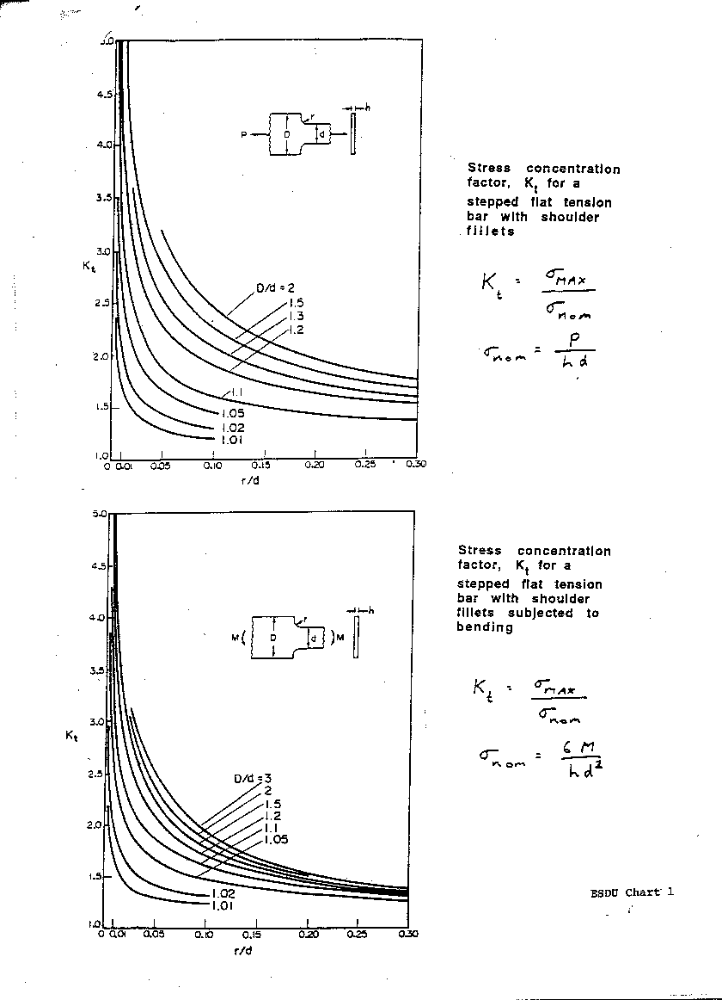 5.0
4.5
4.0
3.5
3.0
Kt
2.5
2.0
1.5
1.0
0 0.01 0.05 0.10 0.15 0.20 0.25 0.30
r/d
P D r d h
D/d = 2
1.5
1.3
1.2
1.1
1.05
1.02
1.01
Stress concentration
factor, Kt for a
stepped flat tension
bar with shoulder
fillets
Kt = σMAX / σnom
σnom = P / h d
5.0
4.5
4.0
3.5
3.0
Kt
2.5
2.0
1.5
1.0
0 0.01 0.05 0.10 0.15 0.20 0.25 0.30
r/d
M( D r d )M h
D/d = 3
2
1.5
1.2
1.1
1.05
1.02
1.01
Stress concentration
factor, Kt for a
stepped flat tension
bar with shoulder
fillets subjected to
bending
Kt = σMAX / σnom
σnom = 6 M / h d²
ESDU Chart 1